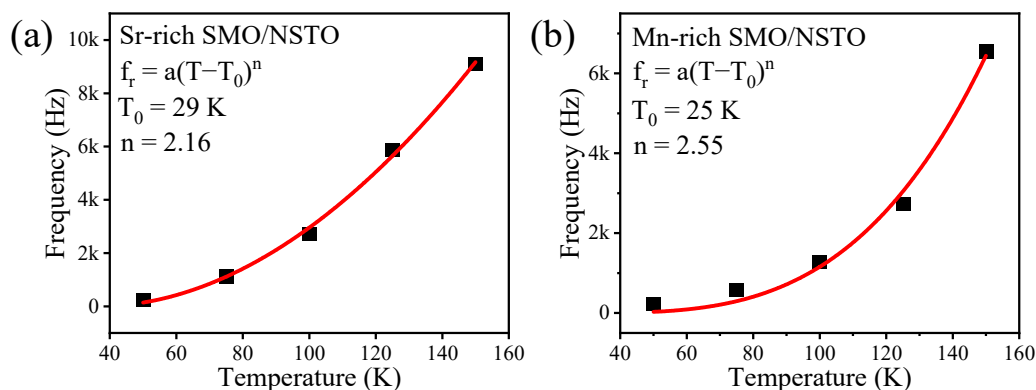 (a)
Sr-rich SMO/NSTO
f_r = a(T−T_0)^n
T_0 = 29 K
n = 2.16
10k
8k
6k
4k
2k
0
Frequency (Hz)
40 60 80 100 120 140 160
Temperature (K)
(b)
Mn-rich SMO/NSTO
f_r = a(T−T_0)^n
T_0 = 25 K
n = 2.55
6k
4k
2k
0
Frequency (Hz)
40 60 80 100 120 140 160
Temperature (K)